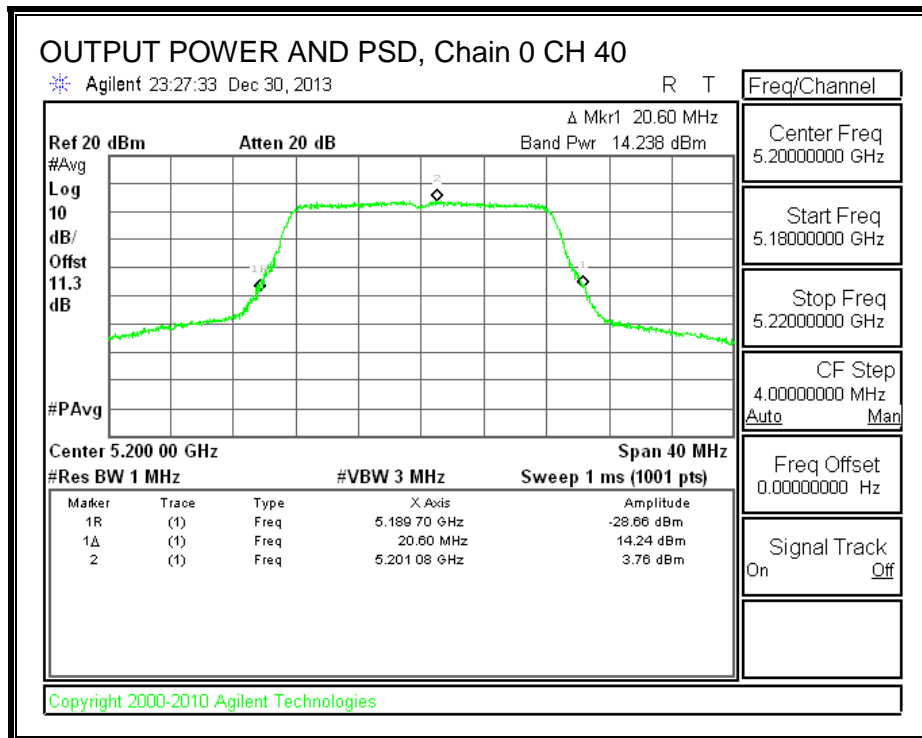 OUTPUT POWER AND PSD, Chain 0 CH 40
Agilent 23:27:33 Dec 30, 2013 R T
Freq/Channel
Δ Mkr1 20.60 MHz
Ref 20 dBm Atten 20 dB Band Pwr 14.238 dBm
#Avg
Log
10
dB/
Offst
11.3
dB
#PAvg
2
1R
1
Center 5.200 00 GHz Span 40 MHz
#Res BW 1 MHz #VBW 3 MHz Sweep 1 ms (1001 pts)
Marker Trace Type X Axis Amplitude
1R (1) Freq 5.189 70 GHz -28.66 dBm
1Δ (1) Freq 20.60 MHz 14.24 dBm
2 (1) Freq 5.201 08 GHz 3.76 dBm
Center Freq
5.20000000 GHz
Start Freq
5.18000000 GHz
Stop Freq
5.22000000 GHz
CF Step
4.00000000 MHz
Auto Man
Freq Offset
0.00000000 Hz
Signal Track
On Off
Copyright 2000-2010 Agilent Technologies